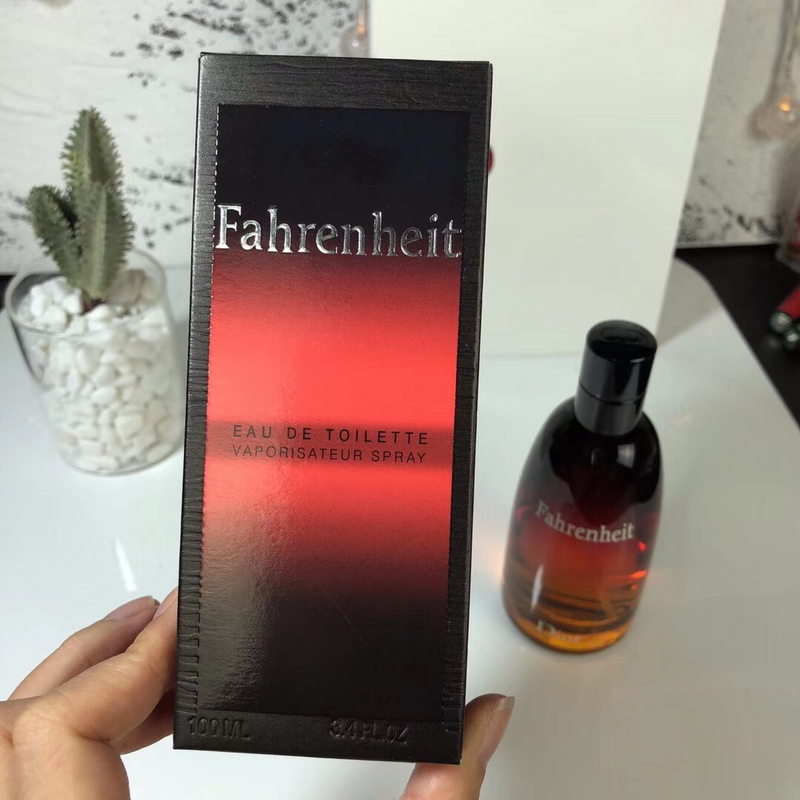 Fahrenheit
EAU DE TOILETTE
VAPORISATEUR SPRAY
100 ML 3.4 FL.OZ
Fahrenheit
Dior